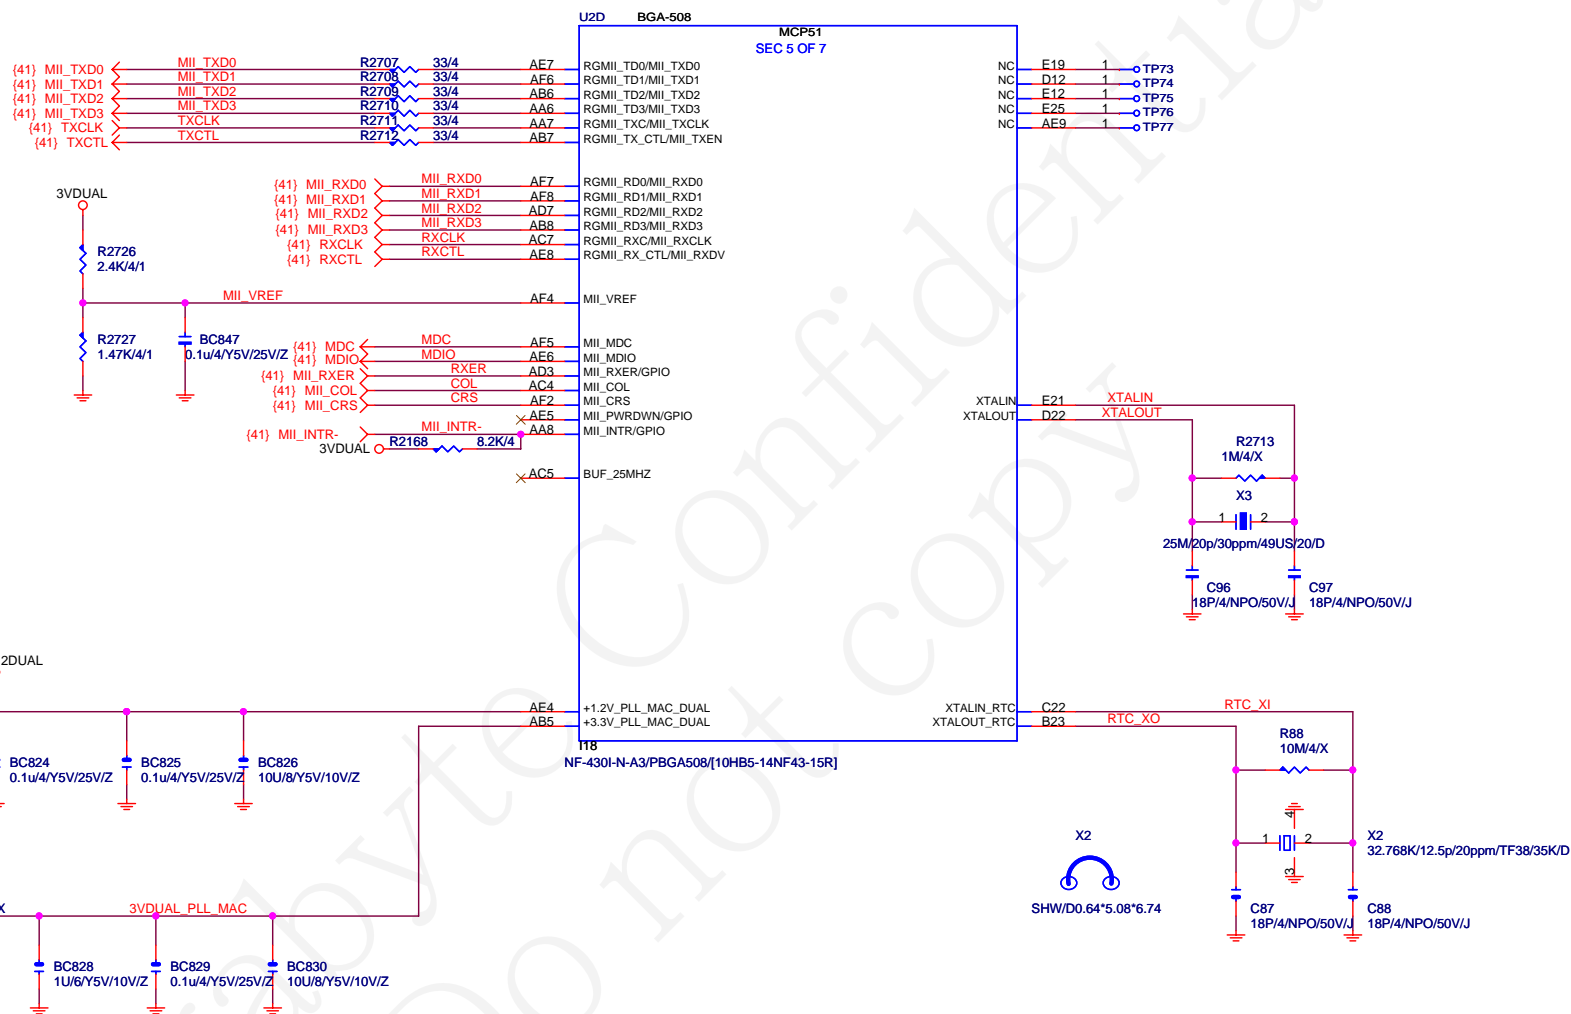 U2D BGA-508
MCP51
SEC 5 OF 7
{41} MII_TXD0 MII_TXD0 R2707 33/4 AE7 RGMII_TD0/MII_TXD0
{41} MII_TXD1 MII_TXD1 R2708 33/4 AF6 RGMII_TD1/MII_TXD1
{41} MII_TXD2 MII_TXD2 R2709 33/4 AB6 RGMII_TD2/MII_TXD2
{41} MII_TXD3 MII_TXD3 R2710 33/4 AA6 RGMII_TD3/MII_TXD3
{41} TXCLK TXCLK R2711 33/4 AA7 RGMII_TXC/MII_TXCLK
{41} TXCTL TXCTL R2712 33/4 AB7 RGMII_TX_CTL/MII_TXEN
NC E19 1 TP73
NC D12 1 TP74
NC E12 1 TP75
NC E25 1 TP76
NC AE9 1 TP77
{41} MII_RXD0 MII_RXD0 AF7 RGMII_RD0/MII_RXD0
{41} MII_RXD1 MII_RXD1 AF8 RGMII_RD1/MII_RXD1
{41} MII_RXD2 MII_RXD2 AD7 RGMII_RD2/MII_RXD2
{41} MII_RXD3 MII_RXD3 AB8 RGMII_RD3/MII_RXD3
{41} RXCLK RXCLK AC7 RGMII_RXC/MII_RXCLK
{41} RXCTL RXCTL AE8 RGMII_RX_CTL/MII_RXDV
3VDUAL
R2726
2.4K/4/1
MII_VREF AF4 MII_VREF
R2727
1.47K/4/1
BC847
0.1u/4/Y5V/25V/Z
{41} MDC MDC AF5 MII_MDC
{41} MDIO MDIO AE6 MII_MDIO
{41} MII_RXER RXER AD3 MII_RXER/GPIO
{41} MII_COL COL AC4 MII_COL
{41} MII_CRS CRS AF2 MII_CRS
AE5 MII_PWRDWN/GPIO
{41} MII_INTR- MII_INTR- AA8 MII_INTR/GPIO
3VDUAL R2168 8.2K/4
AC5 BUF_25MHZ
XTALIN E21 XTALIN
XTALOUT D22 XTALOUT
R2713
1M/4/X
X3
1 2
25M/20p/30ppm/49US/20/D
C96
18P/4/NPO/50V/J
C97
18P/4/NPO/50V/J
2DUAL
AE4 +1.2V_PLL_MAC_DUAL
AB5 +3.3V_PLL_MAC_DUAL
XTALIN_RTC C22 RTC_XI
XTALOUT_RTC B23 RTC_XO
I18
NF-430I-N-A3/PBGA508/[10HB5-14NF43-15R]
BC824
0.1u/4/Y5V/25V/Z
BC825
0.1u/4/Y5V/25V/Z
BC826
10U/8/Y5V/10V/Z
R88
10M/4/X
4
1 2
3
X2
32.768K/12.5p/20ppm/TF38/35K/D
X2
SHW/D0.64*5.08*6.74
C87
18P/4/NPO/50V/J
C88
18P/4/NPO/50V/J
X
3VDUAL_PLL_MAC
BC828
1U/6/Y5V/10V/Z
BC829
0.1u/4/Y5V/25V/Z
BC830
10U/8/Y5V/10V/Z
abyte Confidential
Do not copy